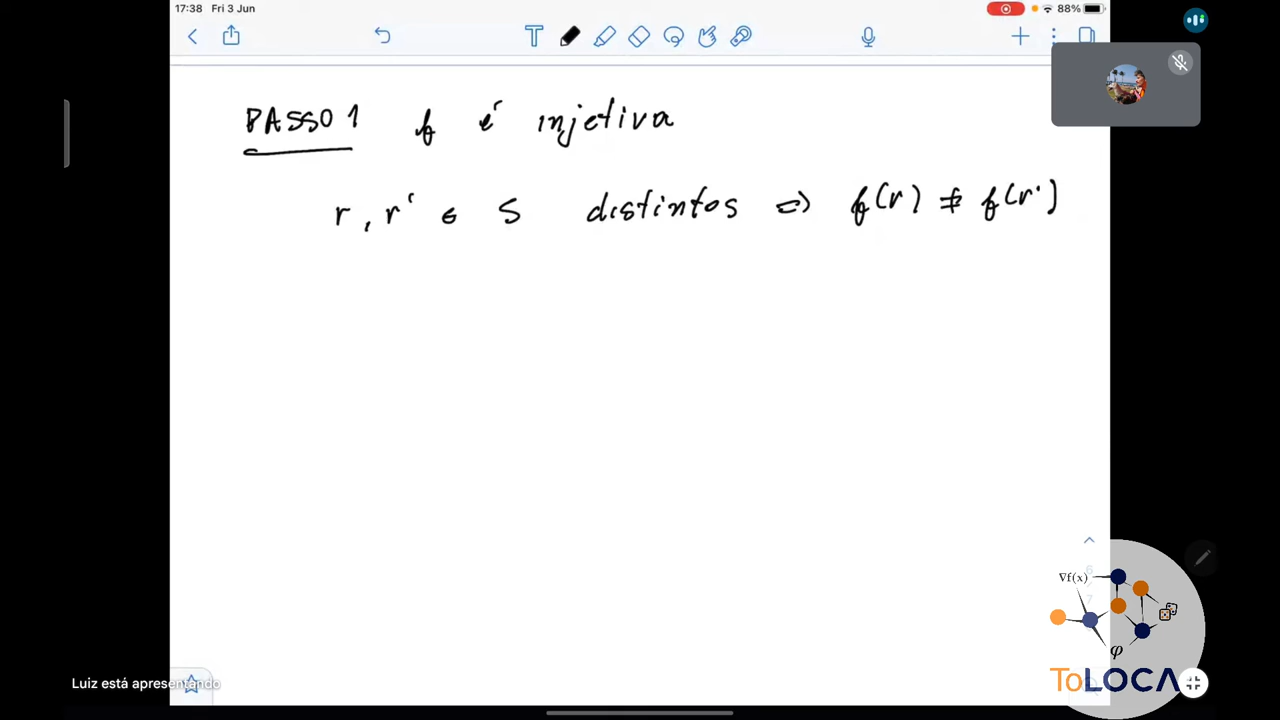 17:38 Fri 3 Jun
88%
PASSO 1 f é injetiva
r, r' ∈ S distintos => f(r) ≠ f(r')
∇f(x)
φ
ToLOCA
Luiz está apresentando